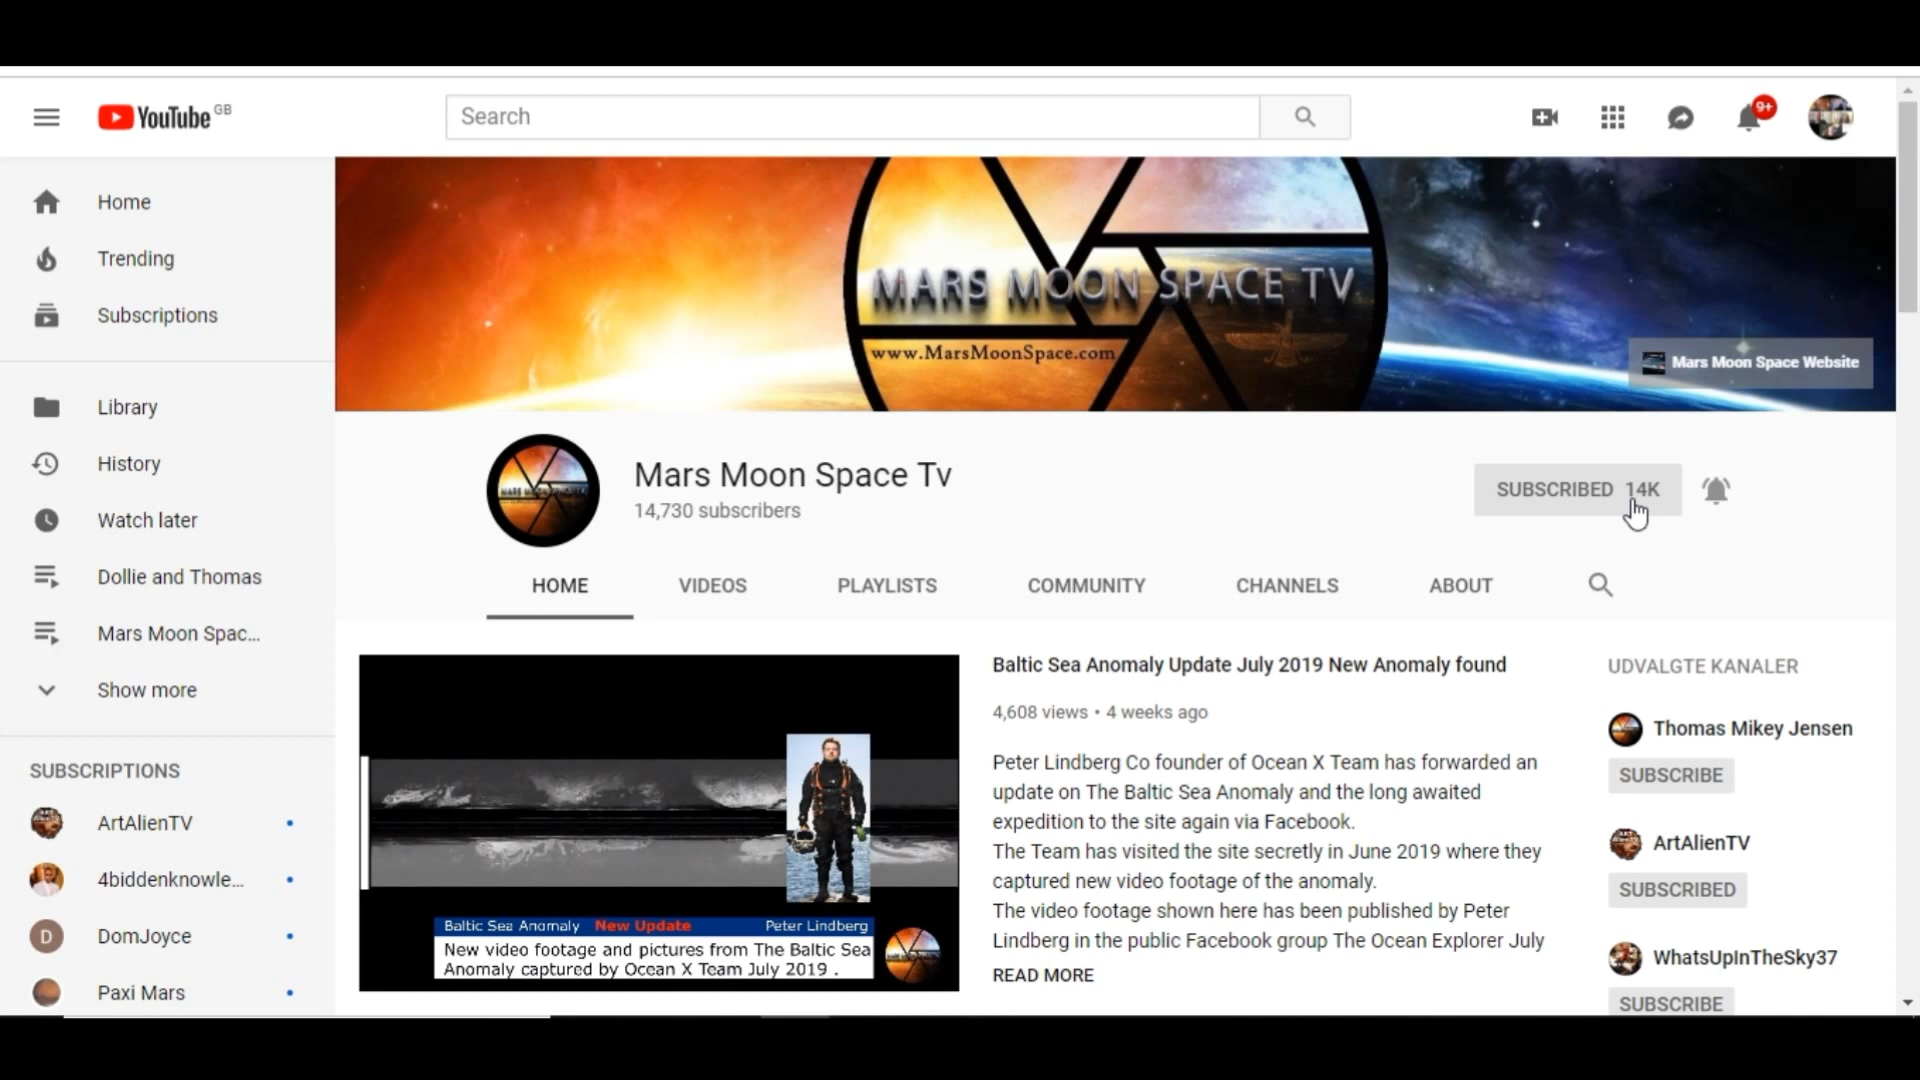 YouTube GB
Search
9+
Home
Trending
Subscriptions
Library
History
Watch later
Dollie and Thomas
Mars Moon Spac...
Show more
SUBSCRIPTIONS
ArtAlienTV
4biddenknowle...
D DomJoyce
Paxi Mars
MARS MOON SPACE TV
www.MarsMoonSpace.com
Mars Moon Space Website
Mars Moon Space Tv
14,730 subscribers
SUBSCRIBED 14K
HOME VIDEOS PLAYLISTS COMMUNITY CHANNELS ABOUT
Baltic Sea Anomaly New Update Peter Lindberg
New video footage and pictures from The Baltic Sea
Anomaly captured by Ocean X Team July 2019 .
Baltic Sea Anomaly Update July 2019 New Anomaly found
4,608 views • 4 weeks ago
Peter Lindberg Co founder of Ocean X Team has forwarded an
update on The Baltic Sea Anomaly and the long awaited
expedition to the site again via Facebook.
The Team has visited the site secretly in June 2019 where they
captured new video footage of the anomaly.
The video footage shown here has been published by Peter
Lindberg in the public Facebook group The Ocean Explorer July
READ MORE
UDVALGTE KANALER
Thomas Mikey Jensen
SUBSCRIBE
ArtAlienTV
SUBSCRIBED
WhatsUpInTheSky37
SUBSCRIBE